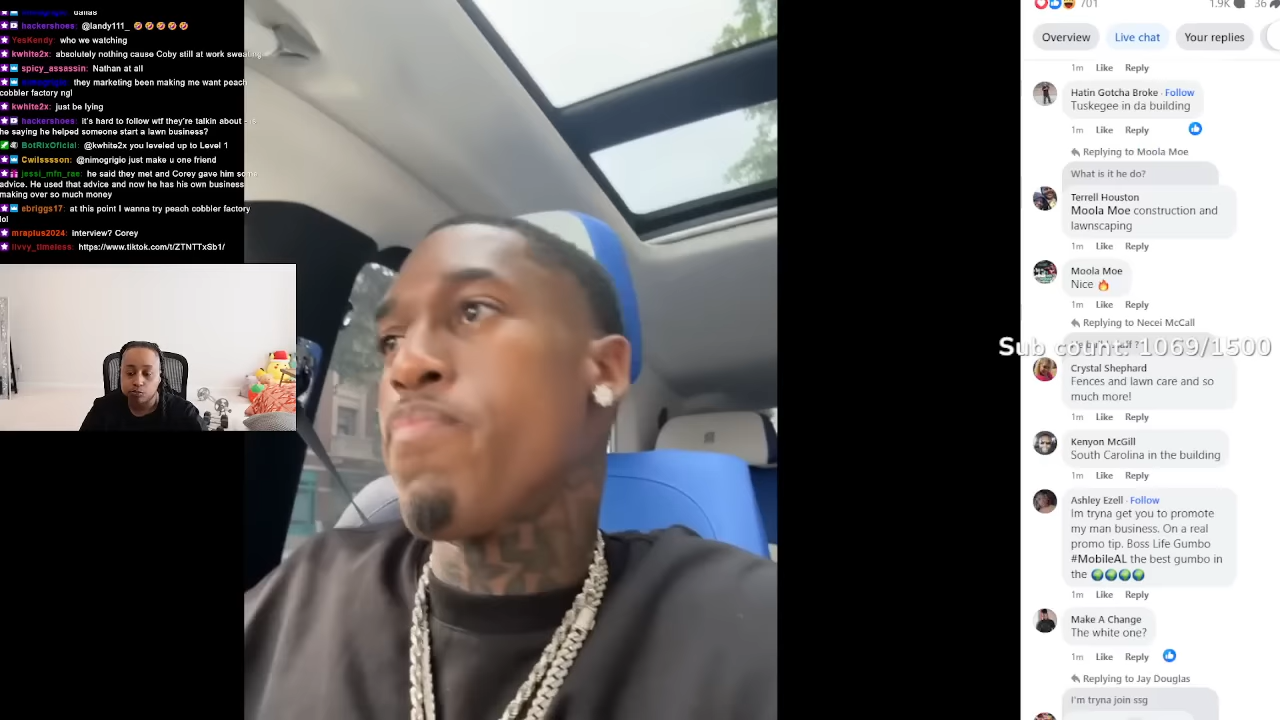 dallas
hackershoes: @landy111_ 🤣🤣🤣🤣🤣
YesKendy: who we watching
kwhite2x: absolutely nothing cause Coby still at work sweating
spicy_assassin: Nathan at all
they marketing been making me want peach
cobbler factory ngl
kwhite2x: just be lying
hackershoes: it's hard to follow wtf they're talkin about - is
he saying he helped someone start a lawn business?
BotRixOficial: @kwhite2x you leveled up to Level 1
Cwilsssson: @nimogrigio just make u one friend
jessi_mfn_rae: he said they met and Corey gave him some
advice. He used that advice and now he has his own business
making over so much money
ebriggs17: at this point I wanna try peach cobbler factory
lol
mraplus2024: interview? Corey
livvy_timeless: https://www.tiktok.com/t/ZTNTTxSb1/
701
1.9K 36
Overview Live chat Your replies
1m Like Reply
Hatin Gotcha Broke · Follow
Tuskegee in da building
1m Like Reply
Replying to Moola Moe
What is it he do?
Terrell Houston
Moola Moe construction and
lawnscaping
1m Like Reply
Moola Moe
Nice 🔥
1m Like Reply
Replying to Necei McCall
Sub count: 1069/1500
Crystal Shephard
Fences and lawn care and so
much more!
1m Like Reply
Kenyon McGill
South Carolina in the building
1m Like Reply
Ashley Ezell · Follow
Im tryna get you to promote
my man business. On a real
promo tip. Boss Life Gumbo
#MobileAL the best gumbo in
the 🌍🌍🌍🌍
1m Like Reply
Make A Change
The white one?
1m Like Reply
Replying to Jay Douglas
I'm tryna join ssg